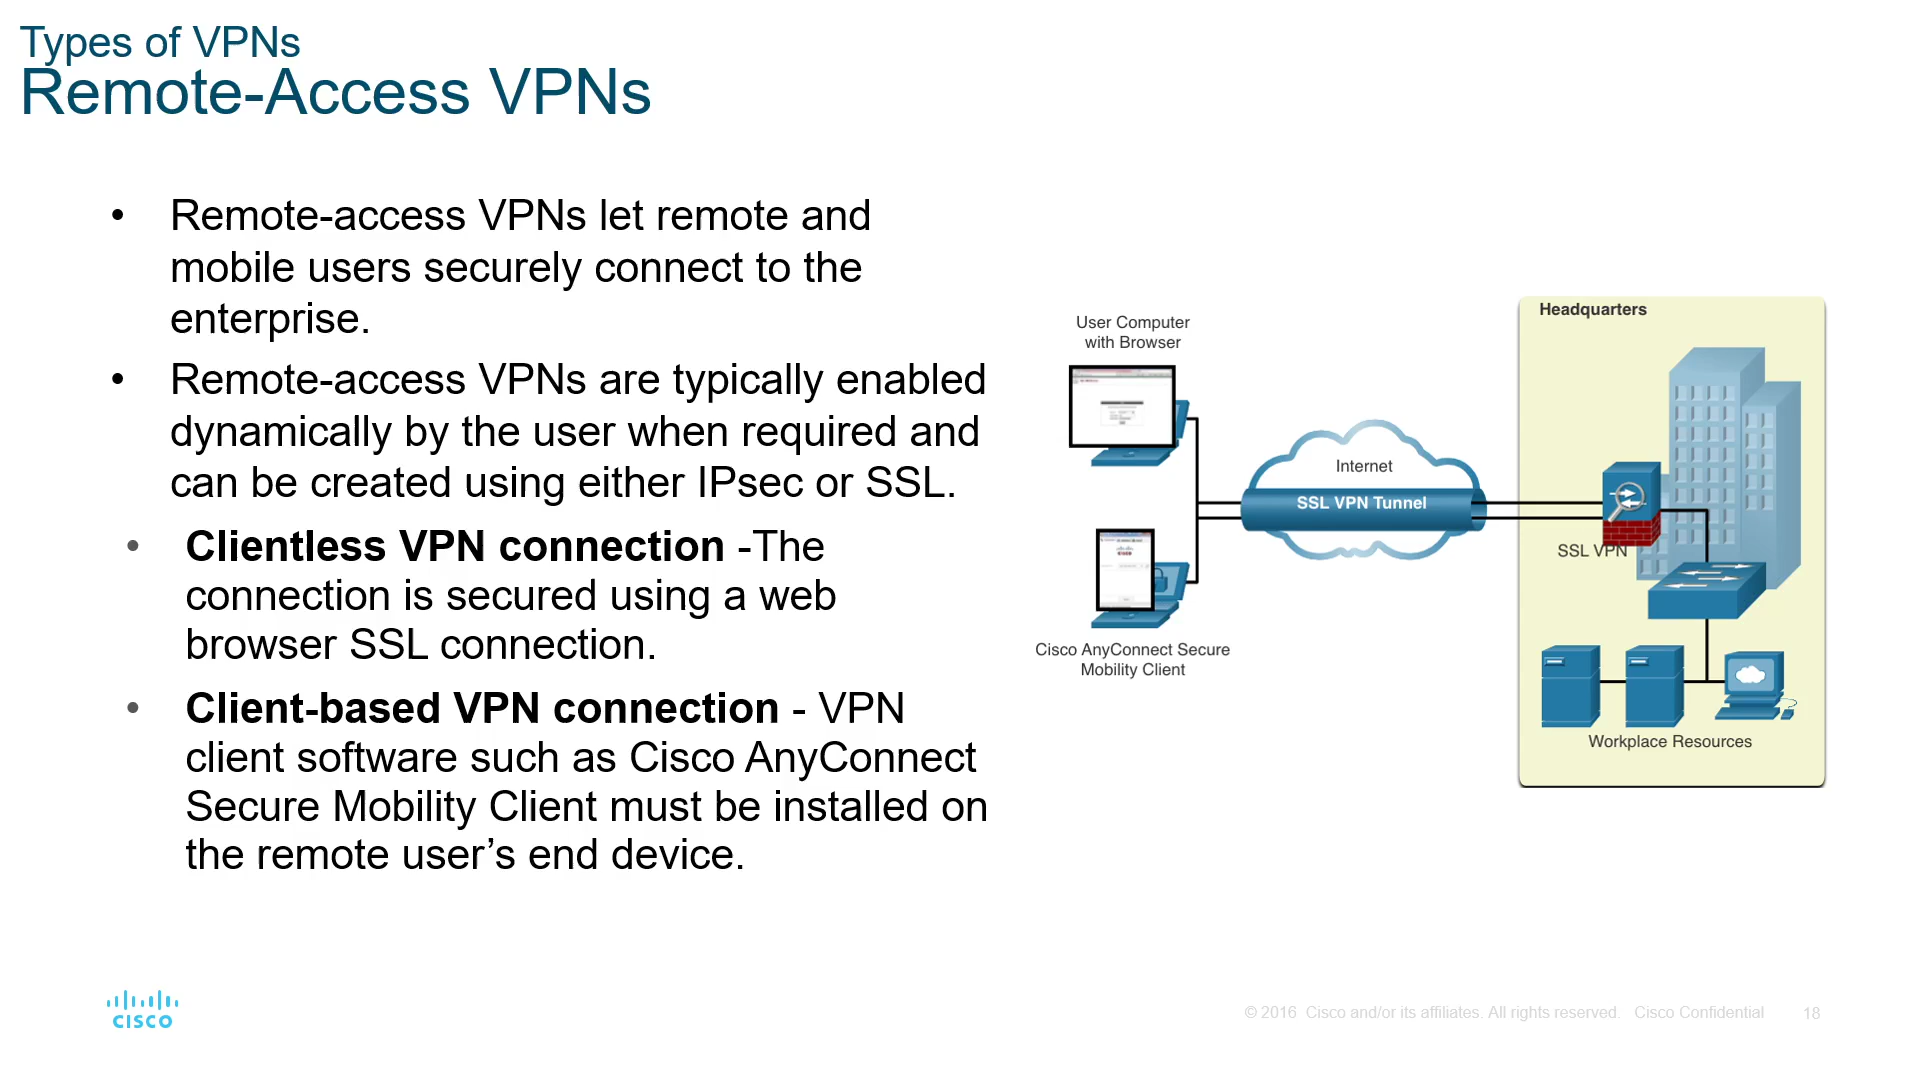 Types of VPNs
Remote-Access VPNs
• Remote-access VPNs let remote and
mobile users securely connect to the
enterprise.
• Remote-access VPNs are typically enabled
dynamically by the user when required and
can be created using either IPsec or SSL.
• Clientless VPN connection -The
connection is secured using a web
browser SSL connection.
• Client-based VPN connection - VPN
client software such as Cisco AnyConnect
Secure Mobility Client must be installed on
the remote user’s end device.
User Computer
with Browser
Cisco AnyConnect Secure
Mobility Client
Internet
SSL VPN Tunnel
Headquarters
SSL VPN
Workplace Resources
CISCO
© 2016 Cisco and/or its affiliates. All rights reserved. Cisco Confidential
18